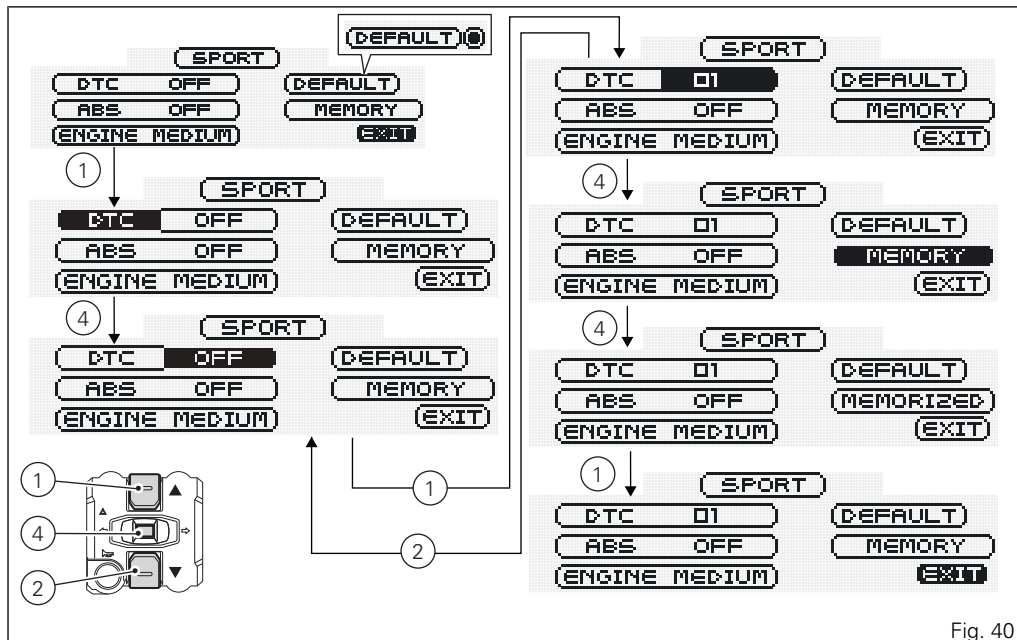 (DEFAULT)
SPORT
DTC OFF
DEFAULT
ABS OFF
MEMORY
ENGINE MEDIUM
EXIT
1
SPORT
DTC OFF
DEFAULT
ABS OFF
MEMORY
ENGINE MEDIUM
EXIT
4
SPORT
DTC OFF
DEFAULT
ABS OFF
MEMORY
ENGINE MEDIUM
EXIT
1
4
2
1
2
SPORT
DTC 01
DEFAULT
ABS OFF
MEMORY
ENGINE MEDIUM
EXIT
4
SPORT
DTC 01
DEFAULT
ABS OFF
MEMORY
ENGINE MEDIUM
EXIT
4
SPORT
DTC 01
DEFAULT
ABS OFF
MEMORIZED
ENGINE MEDIUM
EXIT
1
SPORT
DTC 01
DEFAULT
ABS OFF
MEMORY
ENGINE MEDIUM
EXIT
Fig. 40